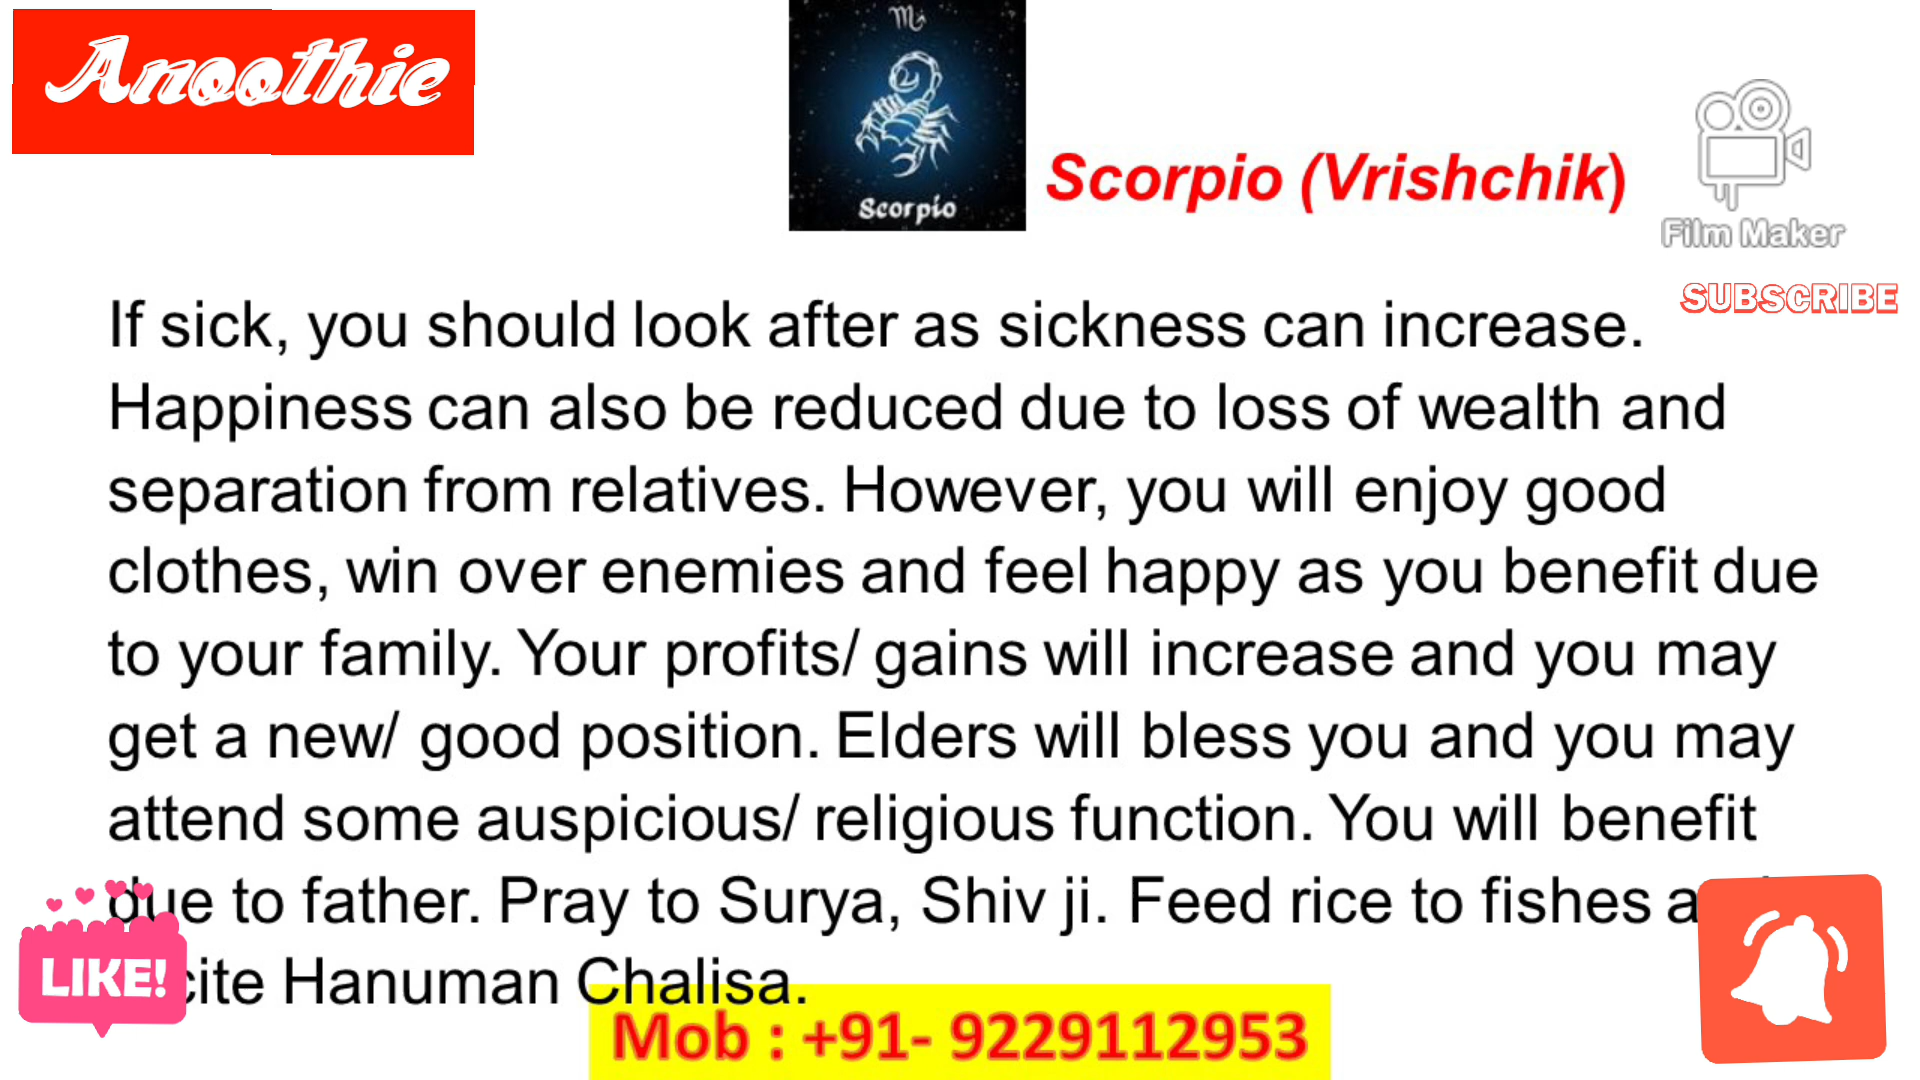 Anoothie
Scorpio
Scorpio (Vrishchik)
Film Maker
SUBSCRIBE
If sick, you should look after as sickness can increase.
Happiness can also be reduced due to loss of wealth and
separation from relatives. However, you will enjoy good
clothes, win over enemies and feel happy as you benefit due
to your family. Your profits/ gains will increase and you may
get a new/ good position. Elders will bless you and you may
attend some auspicious/ religious function. You will benefit
due to father. Pray to Surya, Shiv ji. Feed rice to fishes
Hanuman Chalisa.
LIKE!
Mob : +91- 9229112953